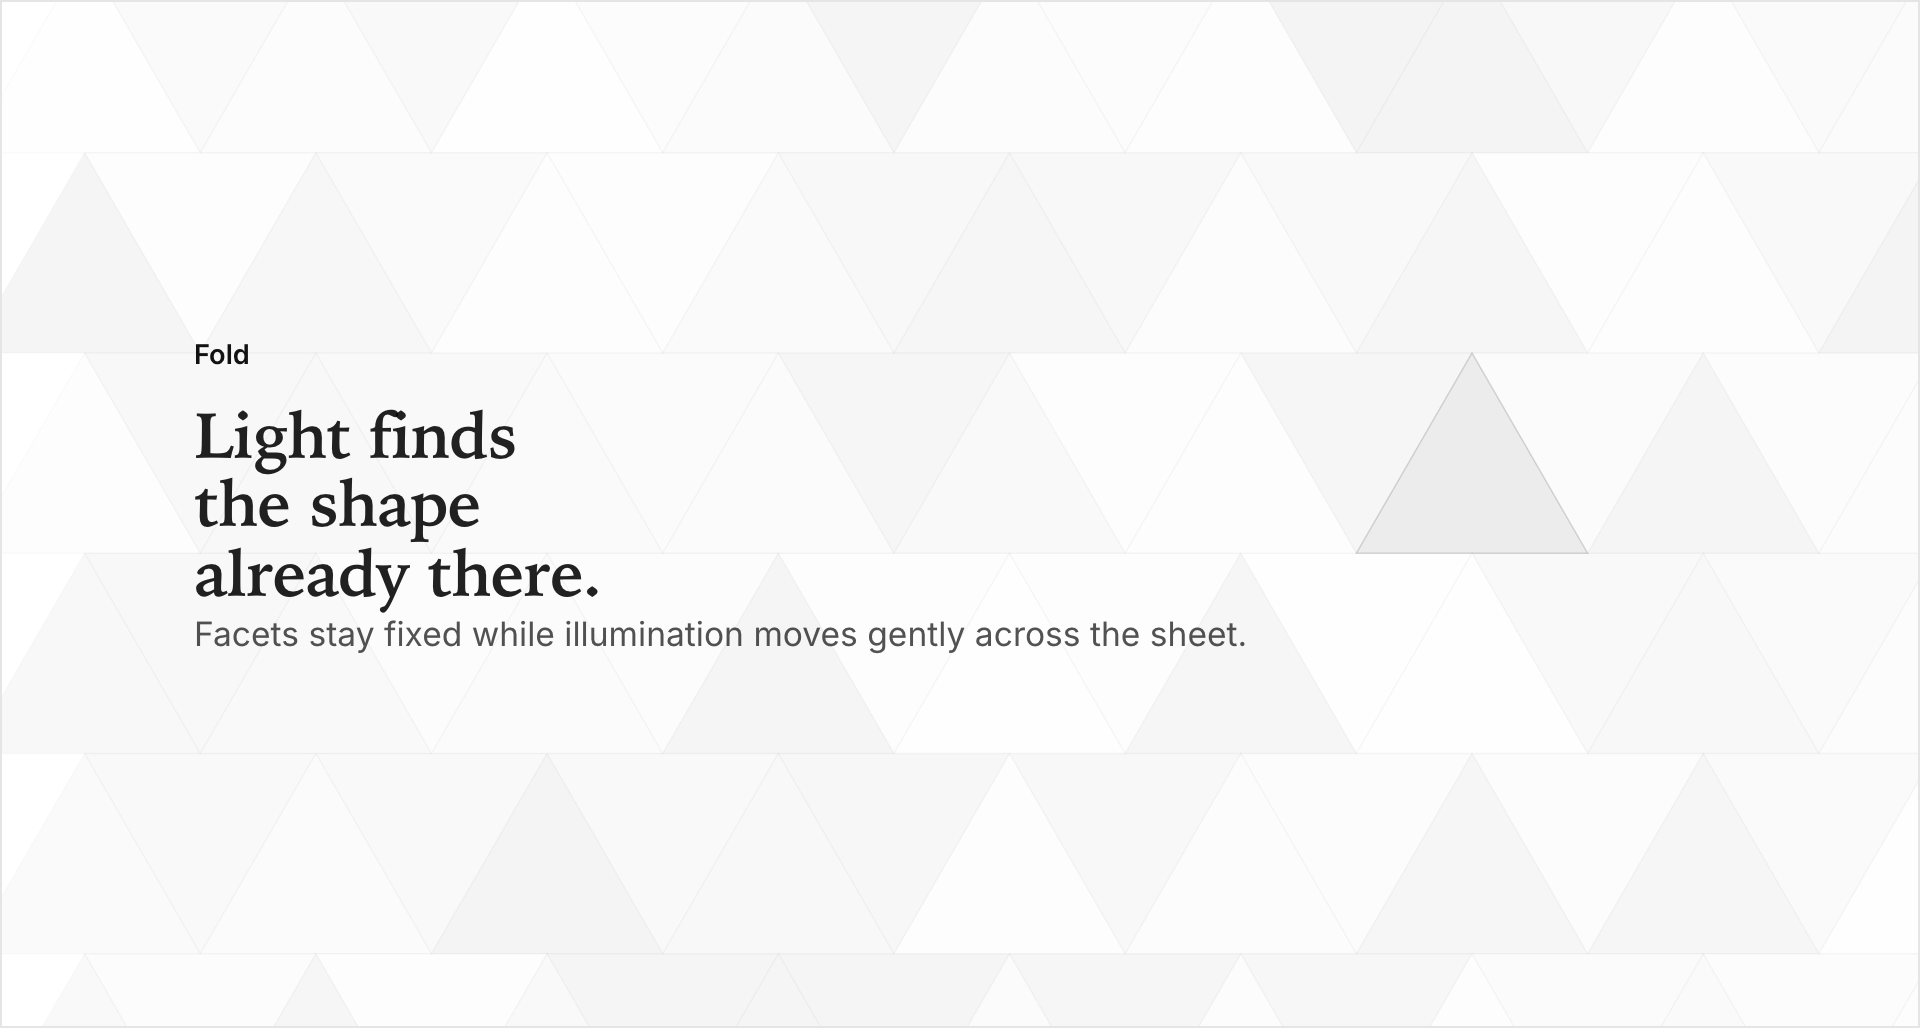 Fold
Light finds
the shape
already there.
Facets stay fixed while illumination moves gently across the sheet.